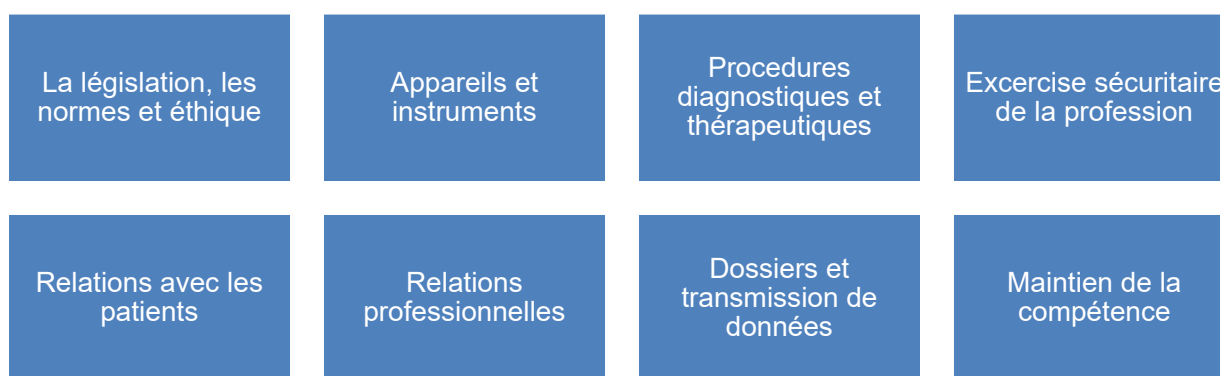 La législation, les
normes et éthique
Appareils et
instruments
Procedures
diagnostiques et
thérapeutiques
Excercise sécuritaire
de la profession
Relations avec les
patients
Relations
professionnelles
Dossiers et
transmission de
données
Maintien de la
compétence